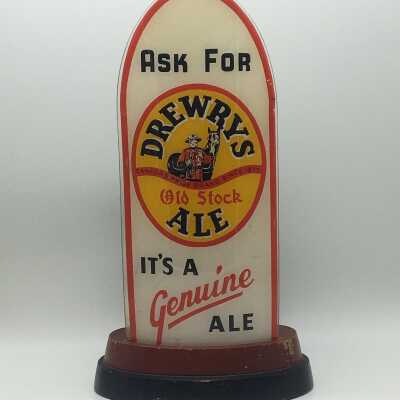 ASK FOR
DREWRYS
Old Stock
ALE
IT'S A
Genuine
ALE